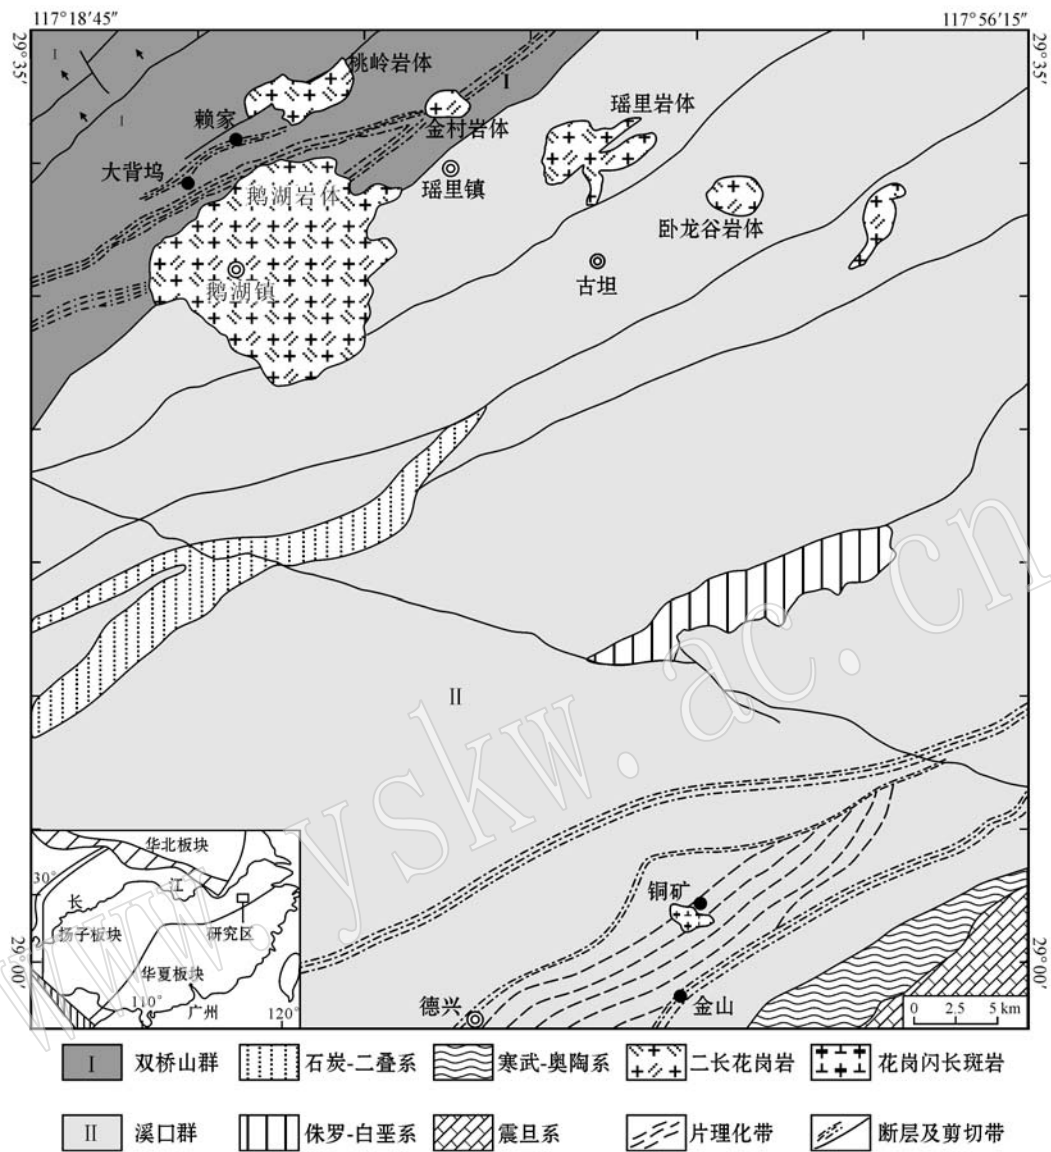 117°18′45″
117°56′15″
29°35′
29°35′
I
I
I
桃岭岩体
赖家
金村岩体
瑶里岩体
大背坞
瑶里镇
鹅湖岩体
卧龙谷岩体
古坦
鹅湖镇
II
www.yskw.ac.cn
华北板块
30°
长
江
扬子板块
研究区
华夏板块
110°
广州
120°
铜矿
德兴
金山
29°00′
29°00′
0 2.5 5 km
I 双桥山群
石炭-二叠系
寒武-奥陶系
二长花岗岩
花岗闪长斑岩
II 溪口群
侏罗-白垩系
震旦系
片理化带
断层及剪切带